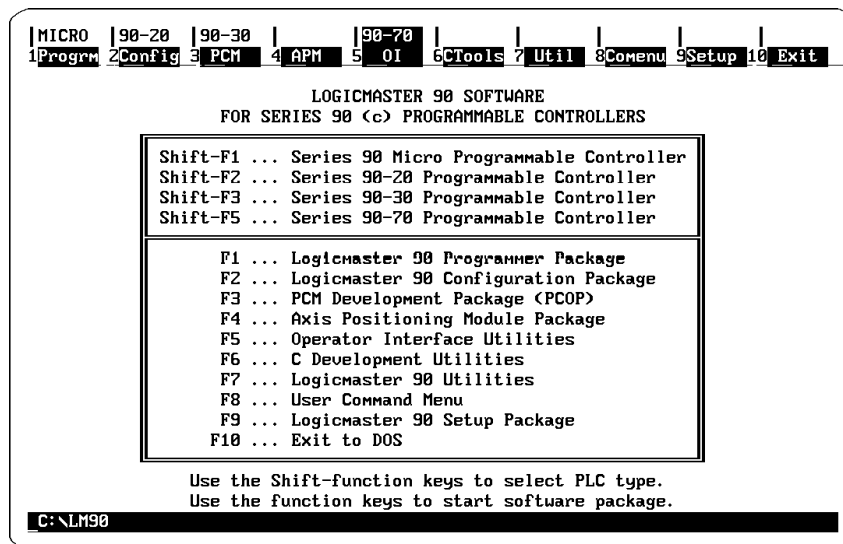 |MICRO |90-20 |90-30 | |90-70 | | | | |
1Progrm 2Config 3 PCM 4 APM 5 OI 6CTools 7 Util 8Comenu 9Setup 10 Exit
LOGICMASTER 90 SOFTWARE
FOR SERIES 90 (c) PROGRAMMABLE CONTROLLERS
Shift-F1 ... Series 90 Micro Programmable Controller
Shift-F2 ... Series 90-20 Programmable Controller
Shift-F3 ... Series 90-30 Programmable Controller
Shift-F5 ... Series 90-70 Programmable Controller
F1 ... Logicmaster 90 Programmer Package
F2 ... Logicmaster 90 Configuration Package
F3 ... PCM Development Package (PCOP)
F4 ... Axis Positioning Module Package
F5 ... Operator Interface Utilities
F6 ... C Development Utilities
F7 ... Logicmaster 90 Utilities
F8 ... User Command Menu
F9 ... Logicmaster 90 Setup Package
F10 ... Exit to DOS
Use the Shift-function keys to select PLC type.
Use the function keys to start software package.
C:\LM90